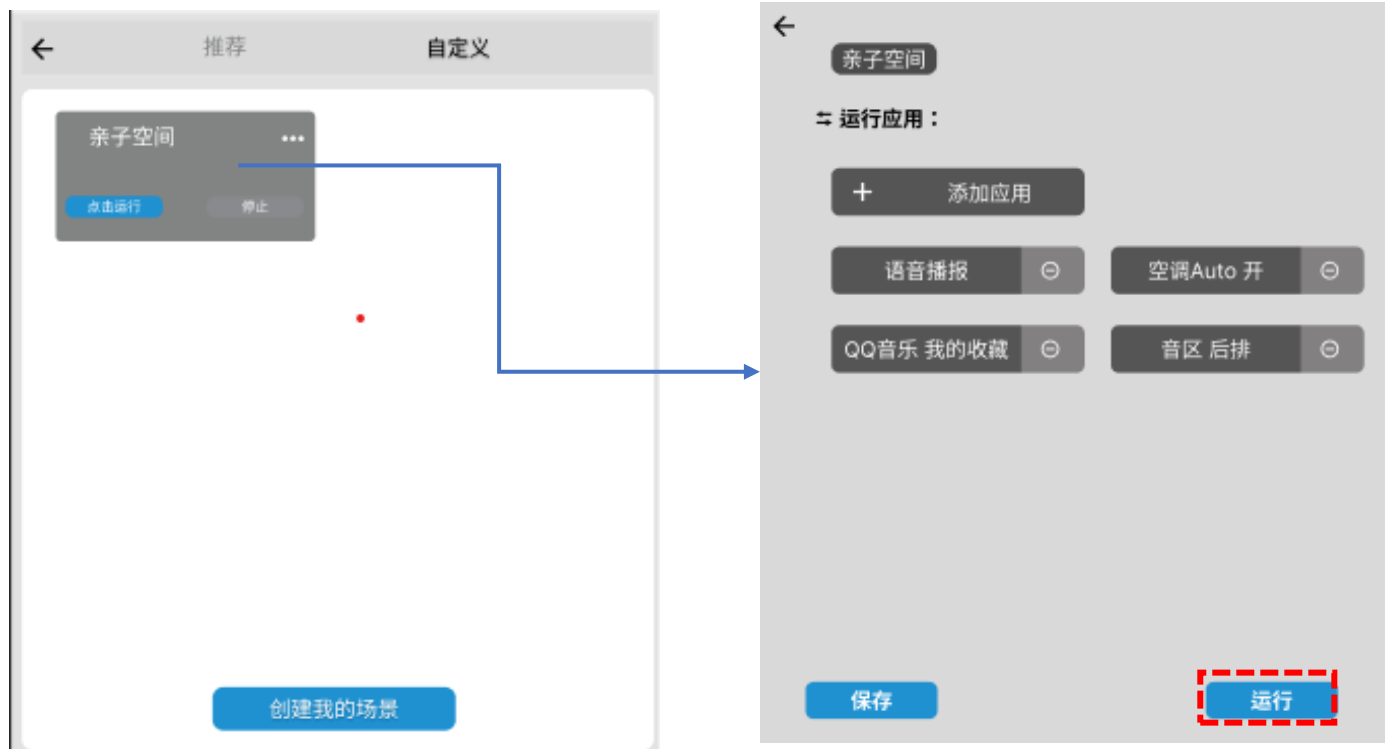 推荐
自定义
亲子空间
点击运行
停止
创建我的场景
亲子空间
运行应用：
添加应用
语音播报
空调Auto 开
QQ音乐 我的收藏
音区 后排
保存
运行